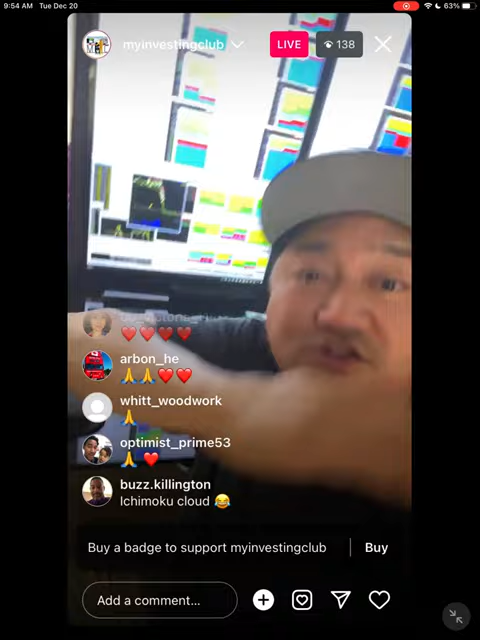 9:54 AM Tue Dec 20
63%
myinvestingclub
LIVE
138
arbon_he
🙏🙏❤️❤️
whitt_woodwork
🙏
optimist_prime53
🙏 ❤️
buzz.killington
Ichimoku cloud 😂
Buy a badge to support myinvestingclub
Buy
Add a comment...